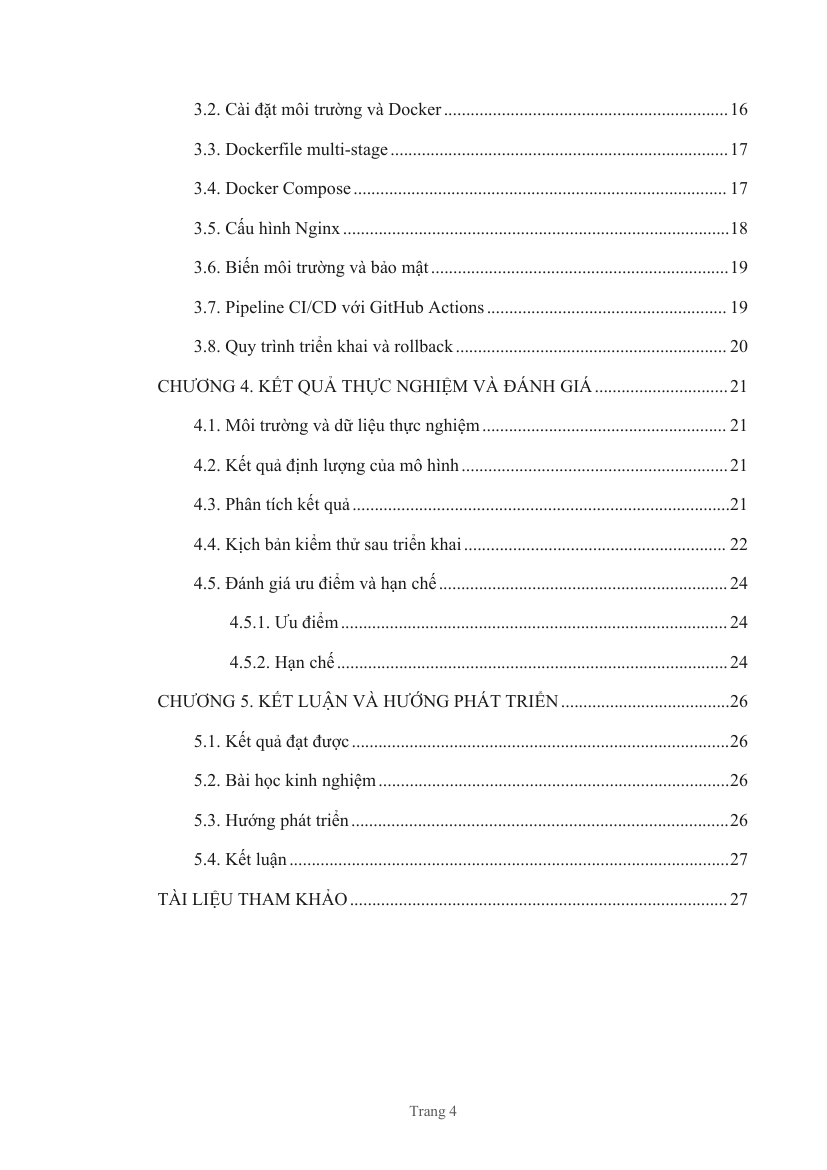 3.2. Cài đặt môi trường và Docker ................................................................ 16
3.3. Dockerfile multi-stage ............................................................................ 17
3.4. Docker Compose .................................................................................... 17
3.5. Cấu hình Nginx ....................................................................................... 18
3.6. Biến môi trường và bảo mật ................................................................... 19
3.7. Pipeline CI/CD với GitHub Actions ...................................................... 19
3.8. Quy trình triển khai và rollback ............................................................. 20
CHƯƠNG 4. KẾT QUẢ THỰC NGHIỆM VÀ ĐÁNH GIÁ .............................. 21
4.1. Môi trường và dữ liệu thực nghiệm ....................................................... 21
4.2. Kết quả định lượng của mô hình ............................................................ 21
4.3. Phân tích kết quả ..................................................................................... 21
4.4. Kịch bản kiểm thử sau triển khai ........................................................... 22
4.5. Đánh giá ưu điểm và hạn chế ................................................................. 24
4.5.1. Ưu điểm ....................................................................................... 24
4.5.2. Hạn chế ........................................................................................ 24
CHƯƠNG 5. KẾT LUẬN VÀ HƯỚNG PHÁT TRIỂN ...................................... 26
5.1. Kết quả đạt được ..................................................................................... 26
5.2. Bài học kinh nghiệm ............................................................................... 26
5.3. Hướng phát triển ..................................................................................... 26
5.4. Kết luận ................................................................................................... 27
TÀI LIỆU THAM KHẢO ..................................................................................... 27
Trang 4